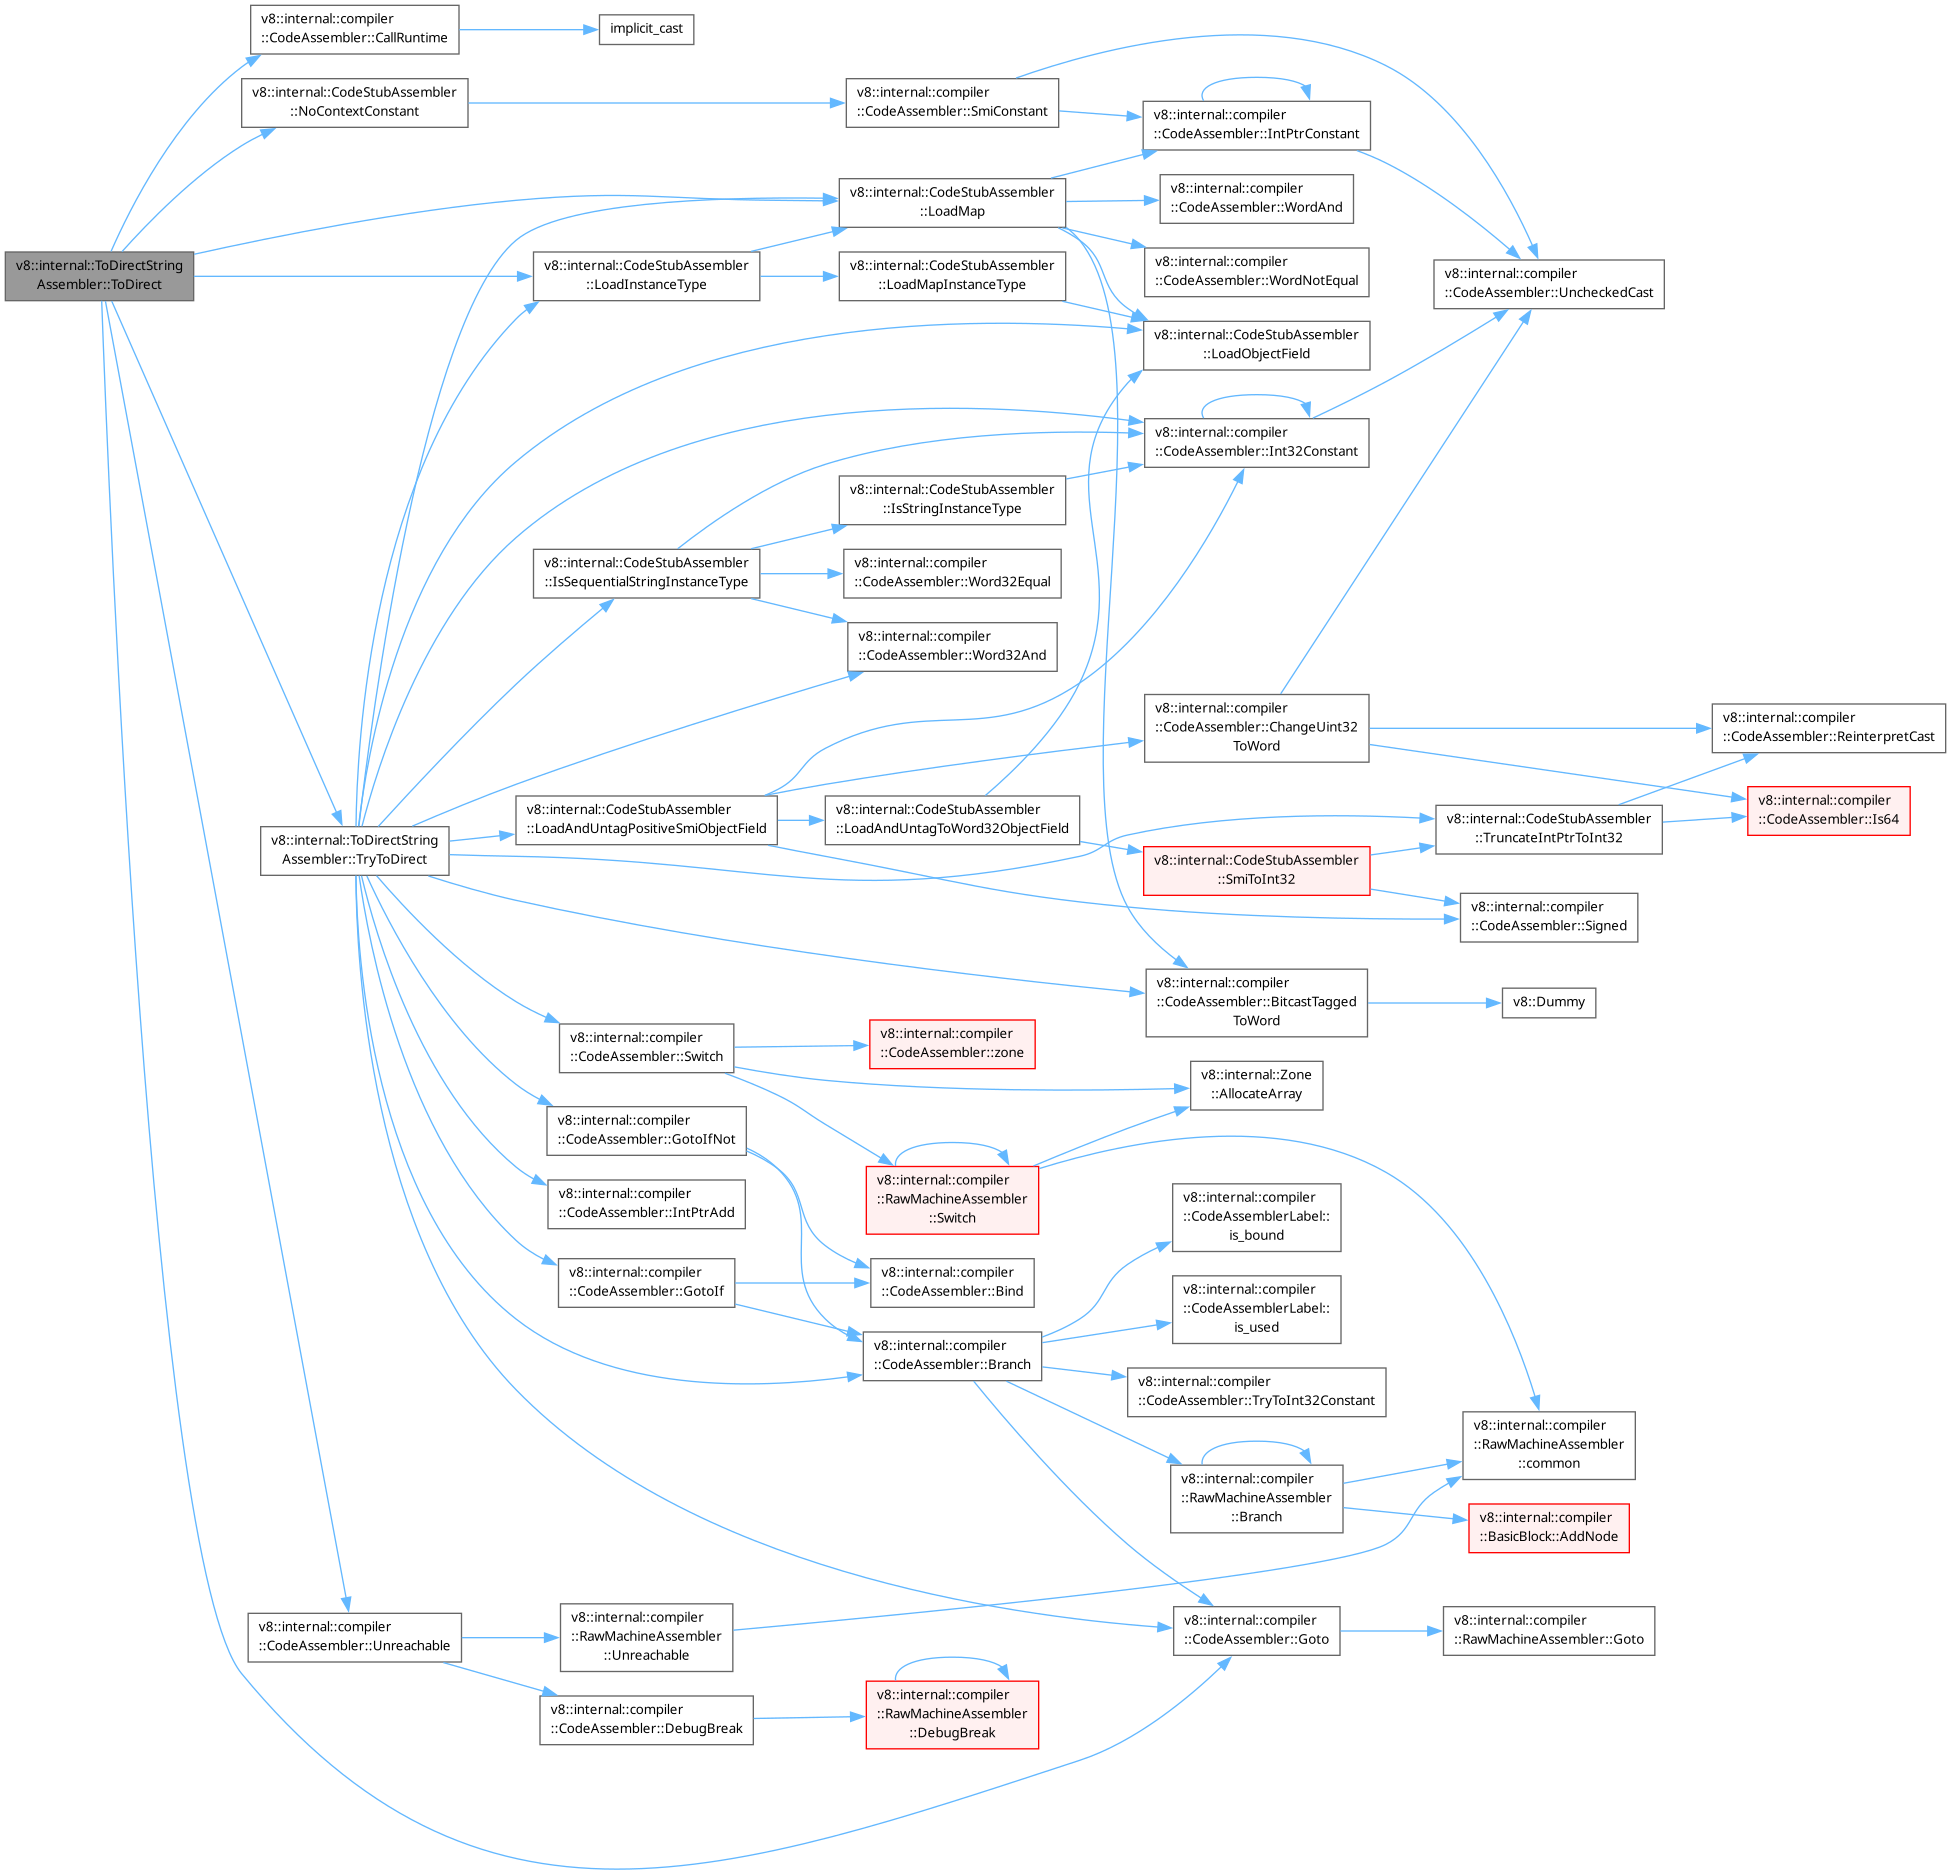 v8::internal::ToDirectString
Assembler::ToDirect
v8::internal::compiler
::CodeAssembler::CallRuntime
implicit_cast
v8::internal::CodeStubAssembler
::NoContextConstant
v8::internal::compiler
::CodeAssembler::SmiConstant
v8::internal::compiler
::CodeAssembler::IntPtrConstant
v8::internal::CodeStubAssembler
::LoadMap
v8::internal::compiler
::CodeAssembler::WordAnd
v8::internal::CodeStubAssembler
::LoadInstanceType
v8::internal::CodeStubAssembler
::LoadMapInstanceType
v8::internal::compiler
::CodeAssembler::WordNotEqual
v8::internal::compiler
::CodeAssembler::UncheckedCast
v8::internal::CodeStubAssembler
::LoadObjectField
v8::internal::compiler
::CodeAssembler::Int32Constant
v8::internal::CodeStubAssembler
::IsStringInstanceType
v8::internal::CodeStubAssembler
::IsSequentialStringInstanceType
v8::internal::compiler
::CodeAssembler::Word32Equal
v8::internal::compiler
::CodeAssembler::Word32And
v8::internal::compiler
::CodeAssembler::ChangeUint32
ToWord
v8::internal::compiler
::CodeAssembler::ReinterpretCast
v8::internal::ToDirectString
Assembler::TryToDirect
v8::internal::CodeStubAssembler
::LoadAndUntagPositiveSmiObjectField
v8::internal::CodeStubAssembler
::LoadAndUntagToWord32ObjectField
v8::internal::CodeStubAssembler
::SmiToInt32
v8::internal::CodeStubAssembler
::TruncateIntPtrToInt32
v8::internal::compiler
::CodeAssembler::Is64
v8::internal::compiler
::CodeAssembler::Signed
v8::internal::compiler
::CodeAssembler::BitcastTagged
ToWord
v8::Dummy
v8::internal::compiler
::CodeAssembler::Switch
v8::internal::compiler
::CodeAssembler::zone
v8::internal::Zone
::AllocateArray
v8::internal::compiler
::CodeAssembler::GotoIfNot
v8::internal::compiler
::RawMachineAssembler
::Switch
v8::internal::compiler
::CodeAssembler::IntPtrAdd
v8::internal::compiler
::CodeAssemblerLabel::
is_bound
v8::internal::compiler
::CodeAssembler::GotoIf
v8::internal::compiler
::CodeAssembler::Bind
v8::internal::compiler
::CodeAssemblerLabel::
is_used
v8::internal::compiler
::CodeAssembler::Branch
v8::internal::compiler
::CodeAssembler::TryToInt32Constant
v8::internal::compiler
::RawMachineAssembler
::common
v8::internal::compiler
::RawMachineAssembler
::Branch
v8::internal::compiler
::BasicBlock::AddNode
v8::internal::compiler
::CodeAssembler::Unreachable
v8::internal::compiler
::RawMachineAssembler
::Unreachable
v8::internal::compiler
::CodeAssembler::Goto
v8::internal::compiler
::RawMachineAssembler::Goto
v8::internal::compiler
::CodeAssembler::DebugBreak
v8::internal::compiler
::RawMachineAssembler
::DebugBreak